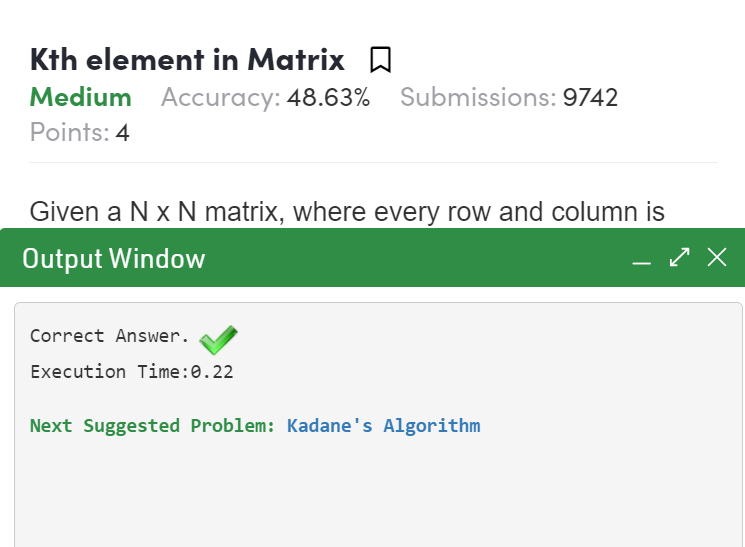 Kth element in Matrix
Medium Accuracy: 48.63% Submissions: 9742
Points: 4
Given a N x N matrix, where every row and column is
Output Window
Correct Answer.
Execution Time:0.22
Next Suggested Problem: Kadane's Algorithm